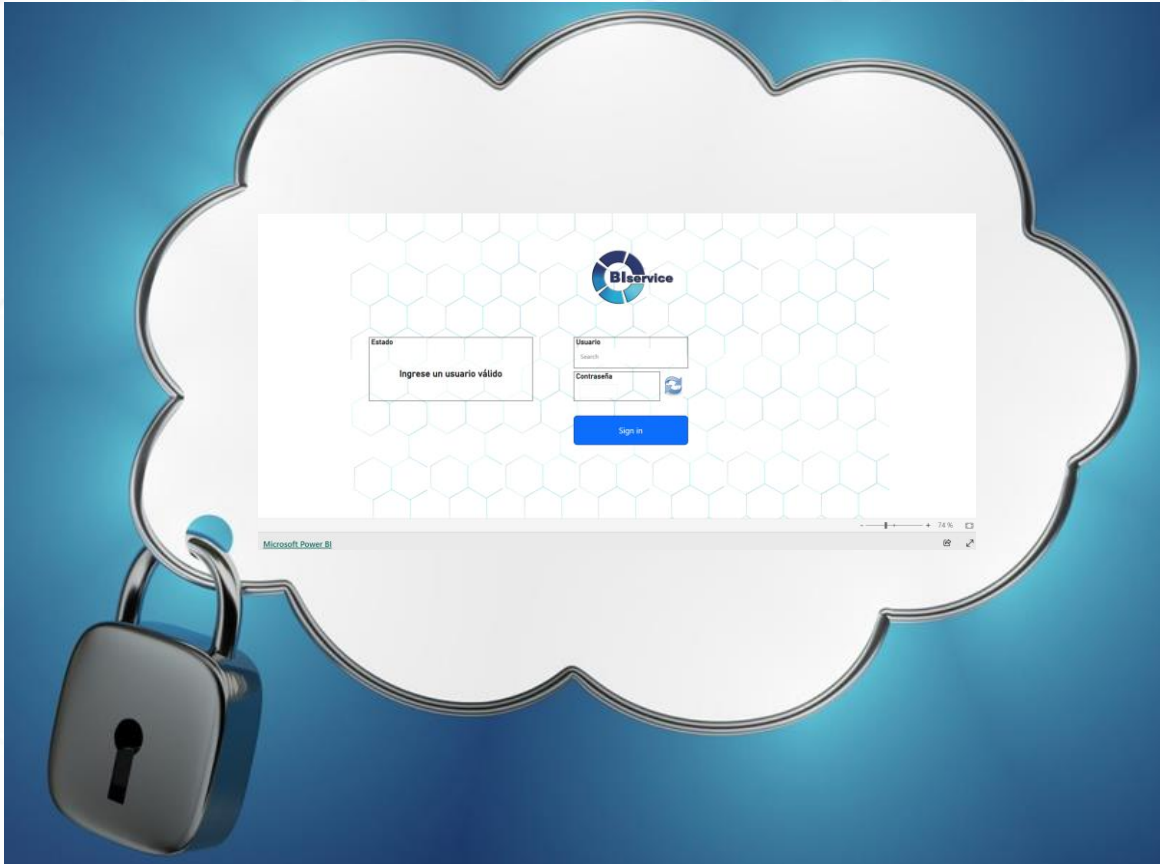 BIservice
Estado
Ingrese un usuario válido
Usuario
Search
Contraseña
Sign in
- + 74 %
Microsoft Power BI